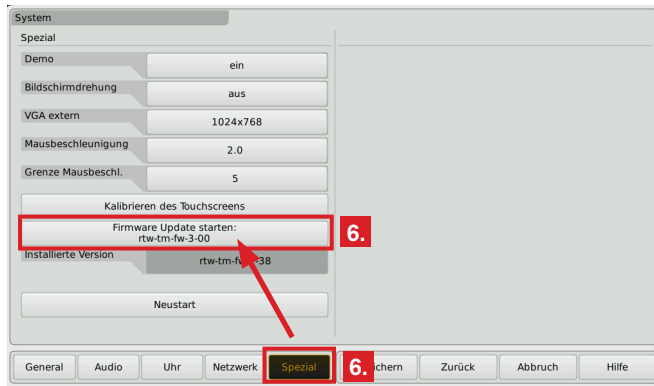 System
Spezial
Demo
ein
Bildschirmdrehung
aus
VGA extern
1024x768
Mausbeschleunigung
2.0
Grenze Mausbeschl.
5
Kalibrieren des Touchscreens
Firmware Update starten:
rtw-tm-fw-3-00
6.
Installierte Version
Neustart
General Audio Uhr Netzwerk Spezial 6. Zurück Abbruch Hilfe